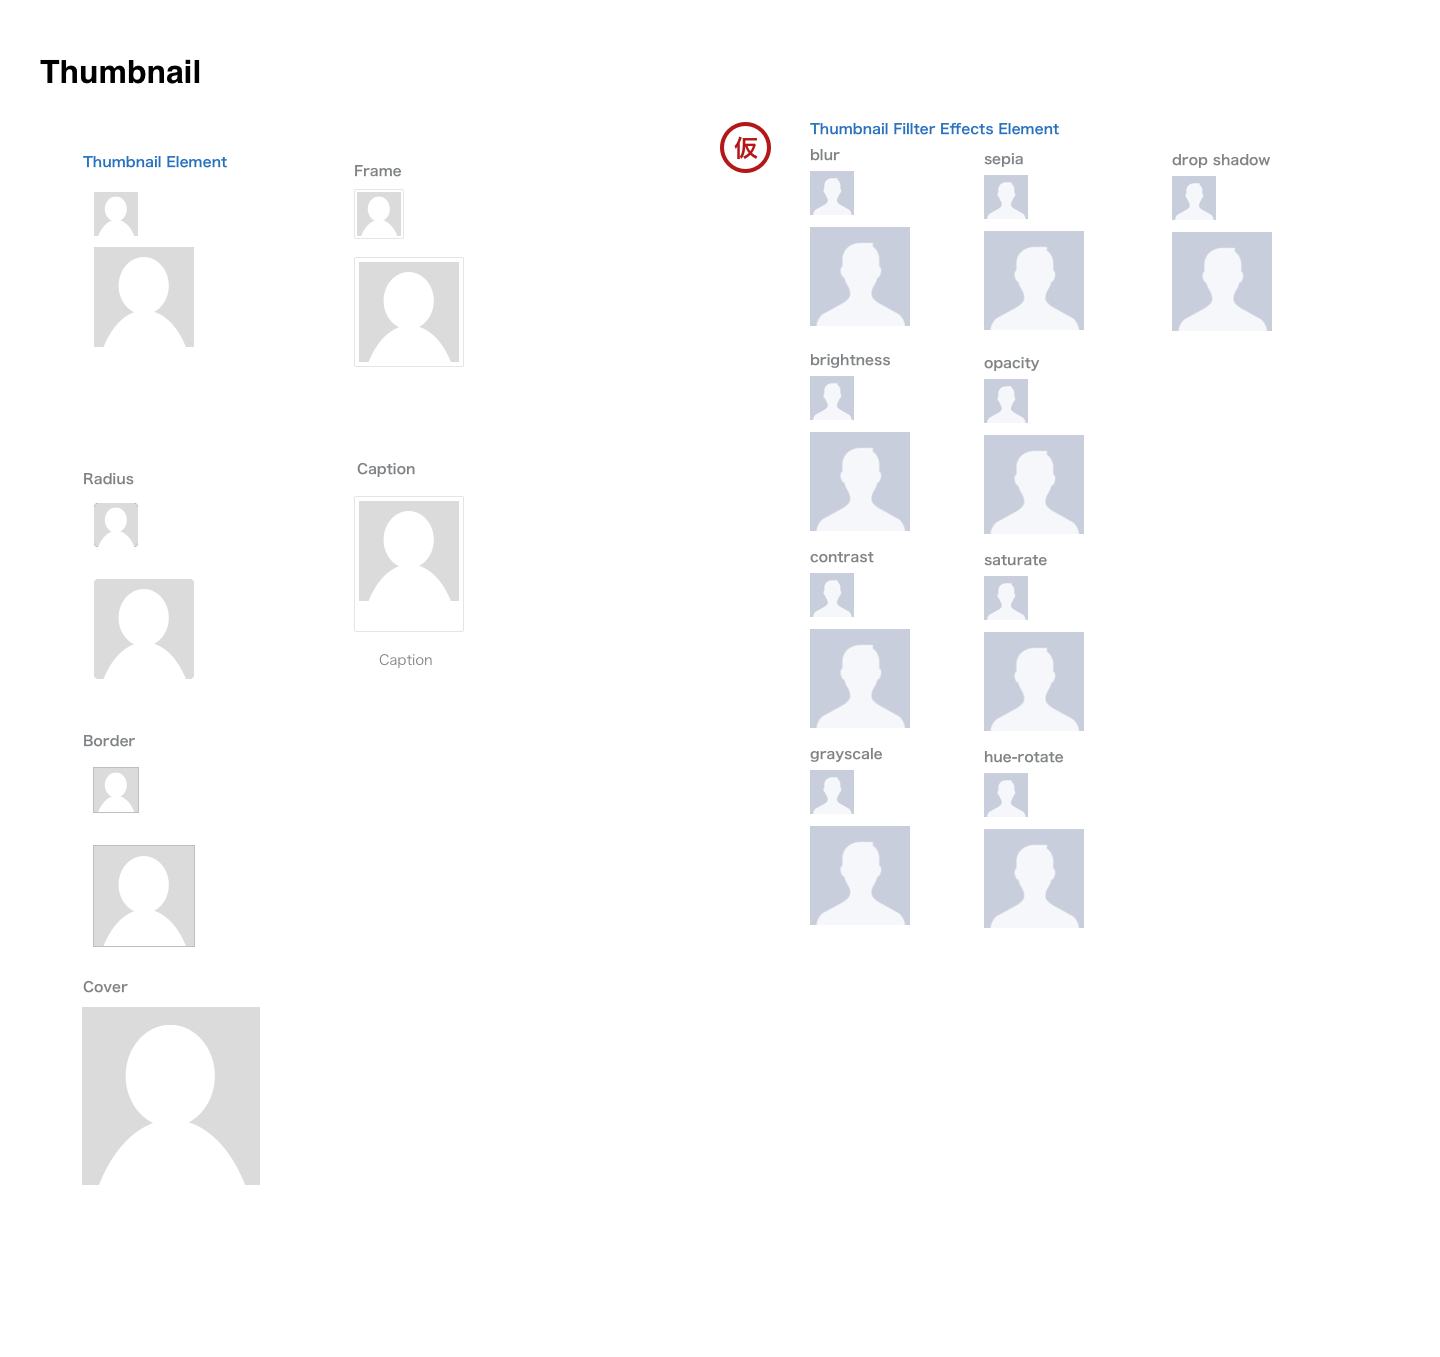 Thumbnail
Thumbnail Element
Frame
Radius
Caption
Caption
Border
Cover
仮
Thumbnail Fillter Effects Element
blur
sepia
drop shadow
brightness
opacity
contrast
saturate
grayscale
hue-rotate